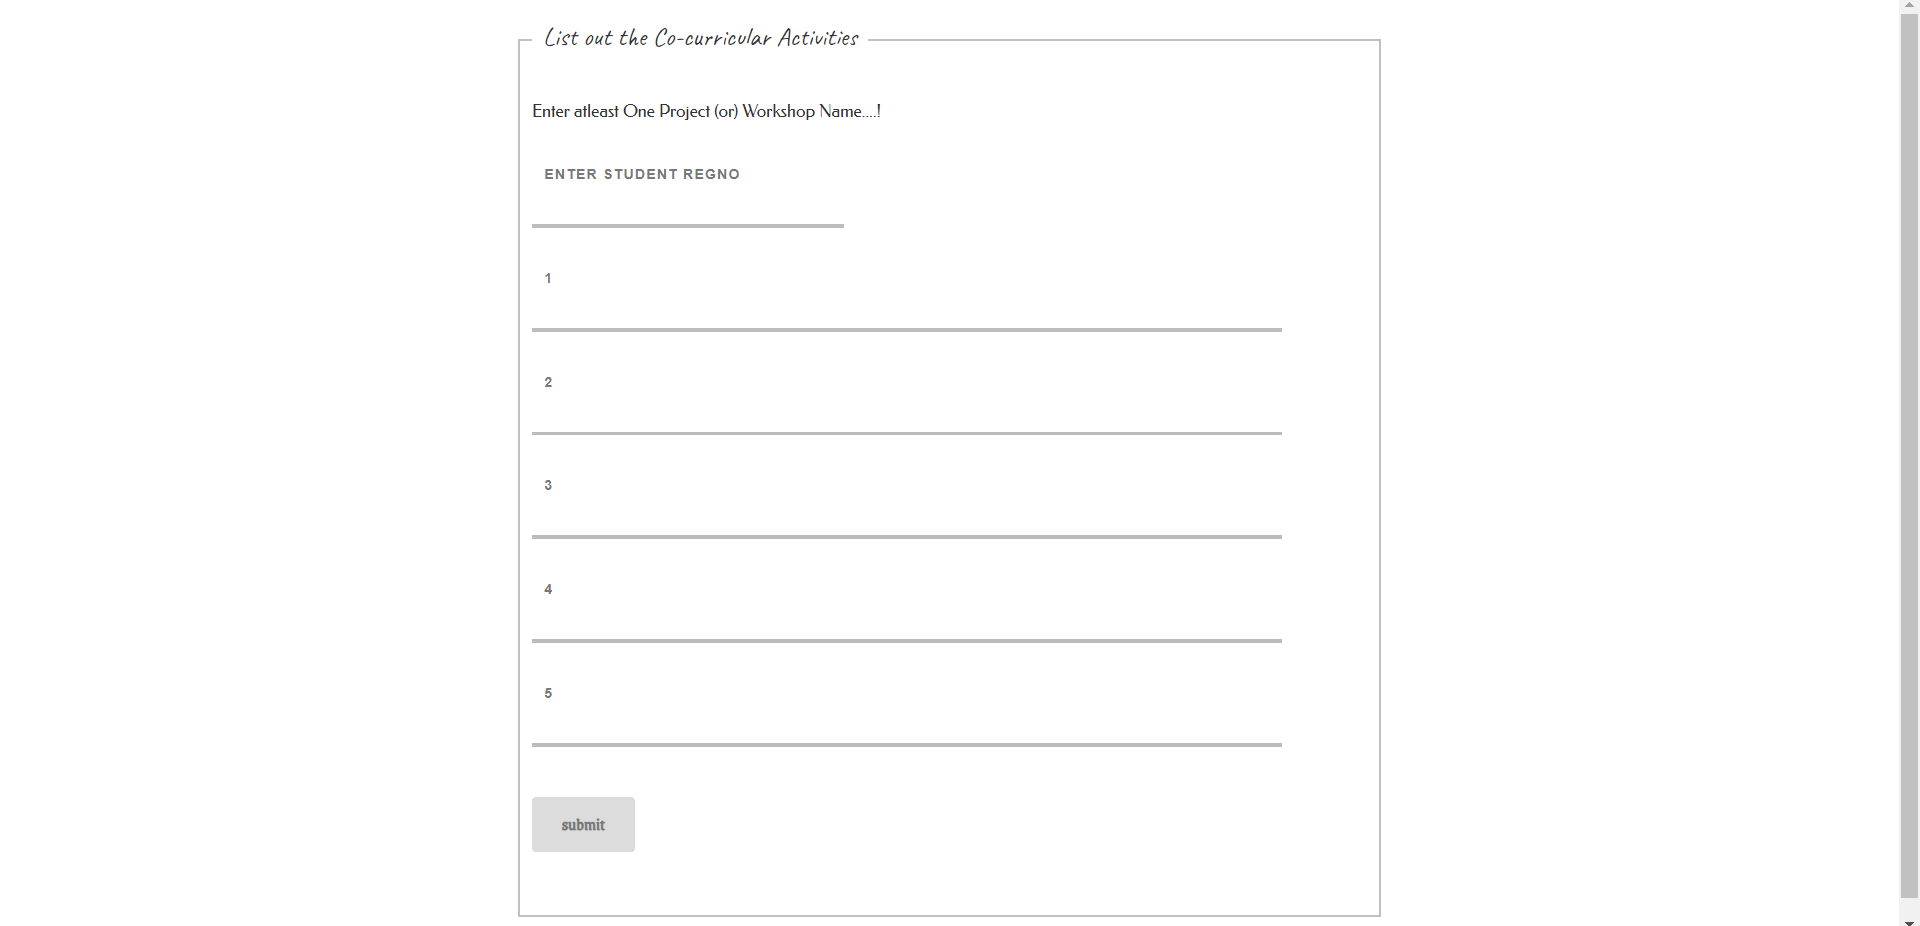 List out the Co-curricular Activities
Enter atleast One Project (or) Workshop Name....!
ENTER STUDENT REGNO
1
2
3
4
5
submit